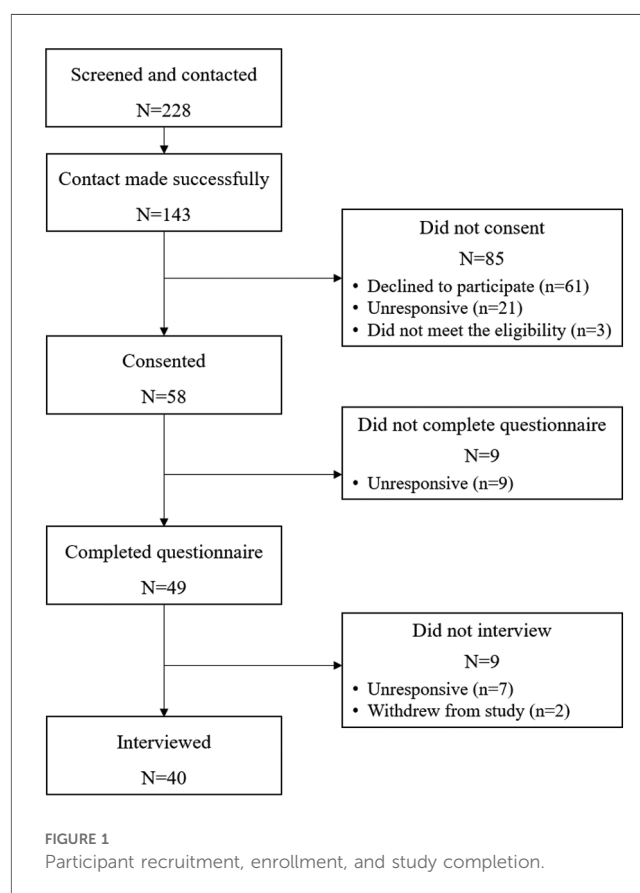 Screened and contacted
N=228
Contact made successfully
N=143
Did not consent
N=85
• Declined to participate (n=61)
• Unresponsive (n=21)
• Did not meet the eligibility (n=3)
Consented
N=58
Did not complete questionnaire
N=9
• Unresponsive (n=9)
Completed questionnaire
N=49
Did not interview
N=9
• Unresponsive (n=7)
• Withdrew from study (n=2)
Interviewed
N=40
FIGURE 1
Participant recruitment, enrollment, and study completion.